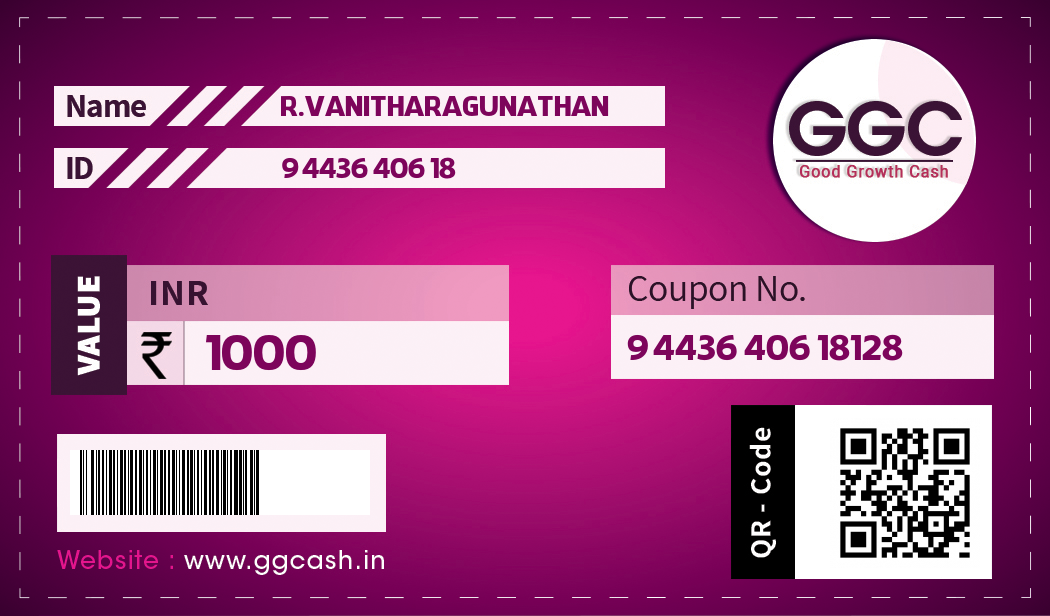 Name R.VANITHARAGUNATHAN
ID 9 4436 406 18
GGC
Good Growth Cash
VALUE
INR
₹ 1000
Coupon No.
9 4436 406 18128
QR - Code
Website : www.ggcash.in